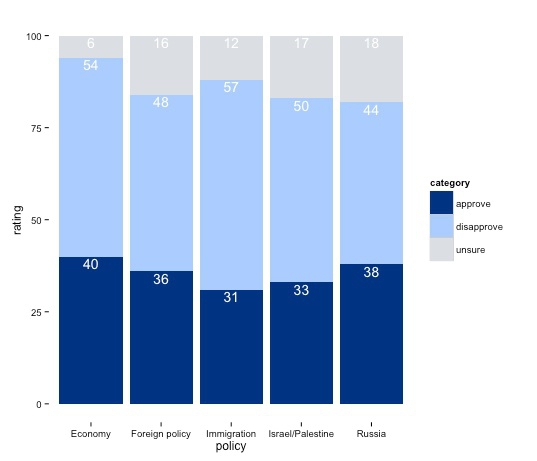 100
75
50
25
0
rating
6
16
12
17
18
54
48
57
50
44
40
36
31
33
38
Economy
Foreign policy
Immigration
Israel/Palestine
Russia
policy
category
approve
disapprove
unsure